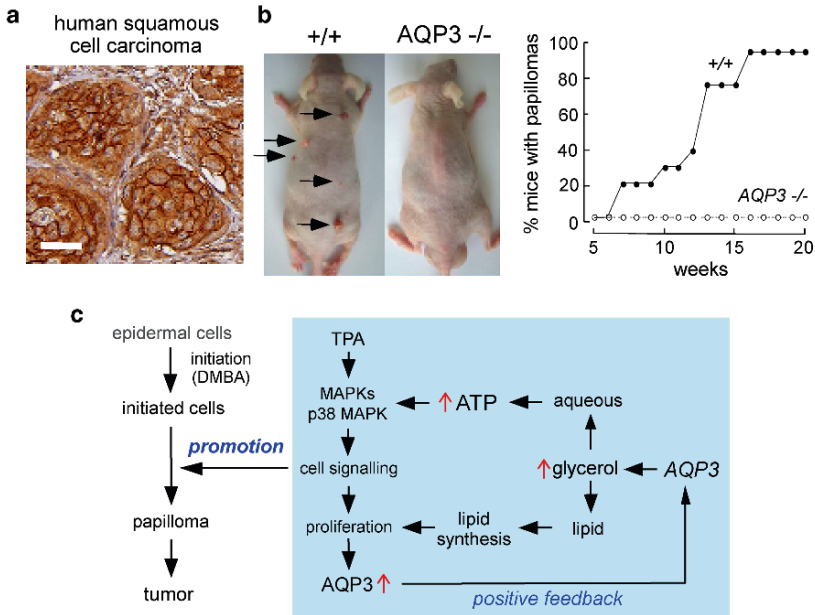 a
human squamous
cell carcinoma
b
+/+
AQP3 -/-
% mice with papillomas
100
80
60
40
20
0
+/+
AQP3 -/-
5
10
15
20
weeks
c
epidermal cells
initiation
(DMBA)
initiated cells
promotion
papilloma
tumor
TPA
MAPKs
p38 MAPK
↑ ATP
aqueous
cell signalling
↑ glycerol
AQP3
proliferation
lipid
synthesis
lipid
AQP3 ↑
positive feedback